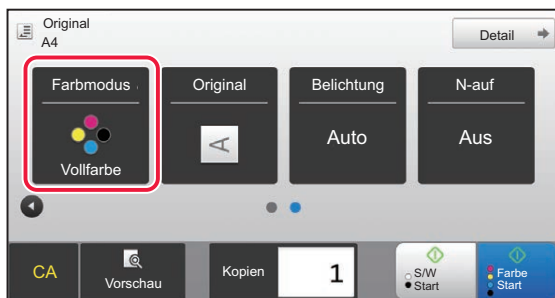 Original
A4
Detail
Farbmodus
Original
Belichtung
N-auf
A
Auto
Aus
Vollfarbe
CA
Vorschau
Kopien
1
S/W
Start
Farbe
Start